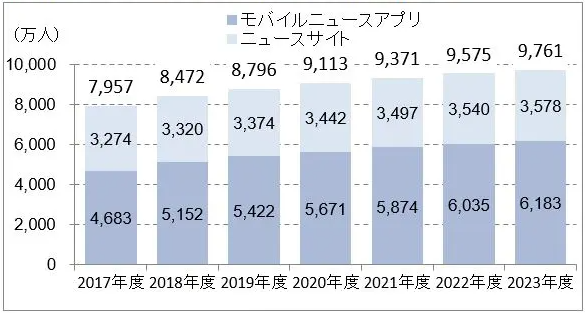 モバイルニュースアプリ
(万人)
ニュースサイト
10,000
8,000
6,000
4,000
2,000
0
7,957 8,472 8,796 9,113 9,371 9,575 9,761
3,274 3,320 3,374 3,442 3,497 3,540 3,578
4,683 5,152 5,422 5,671 5,874 6,035 6,183
2017年度 2018年度 2019年度 2020年度 2021年度 2022年度 2023年度